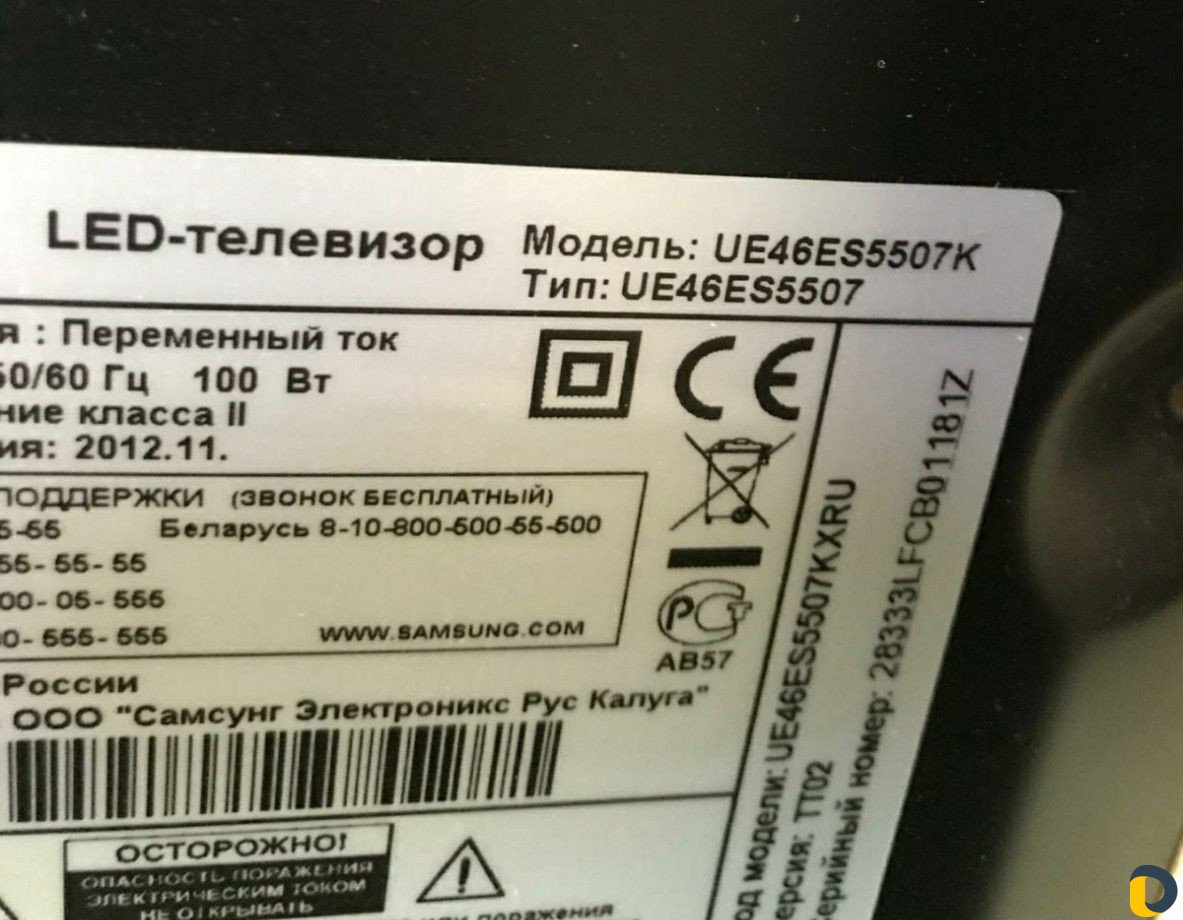 LED-телевизор
Модель: UE46ES5507K
Тип: UE46ES5507
я : Переменный ток
50/60 Гц 100 Вт
ние класса II
ия: 2012.11.
ПОДДЕРЖКИ (ЗВОНОК БЕСПЛАТНЫЙ)
5-55 Беларусь 8-10-800-500-55-500
55-55-55
00-05-555
0-555-555
WWW.SAMSUNG.COM
России
ООО "Самсунг Электроникс Рус Калуга"
CE
РСТ
АВ57
ОСТОРОЖНО!
ОПАСНОСТЬ ПОРАЖЕНИЯ
ЭЛЕКТРИЧЕСКИМ ТОКОМ
НЕ ОТКРЫВАТЬ
или поражения
од модели: UE46ES5507KXRU
ерсия: TT02
ерийный номер: 28333LFCB01181Z